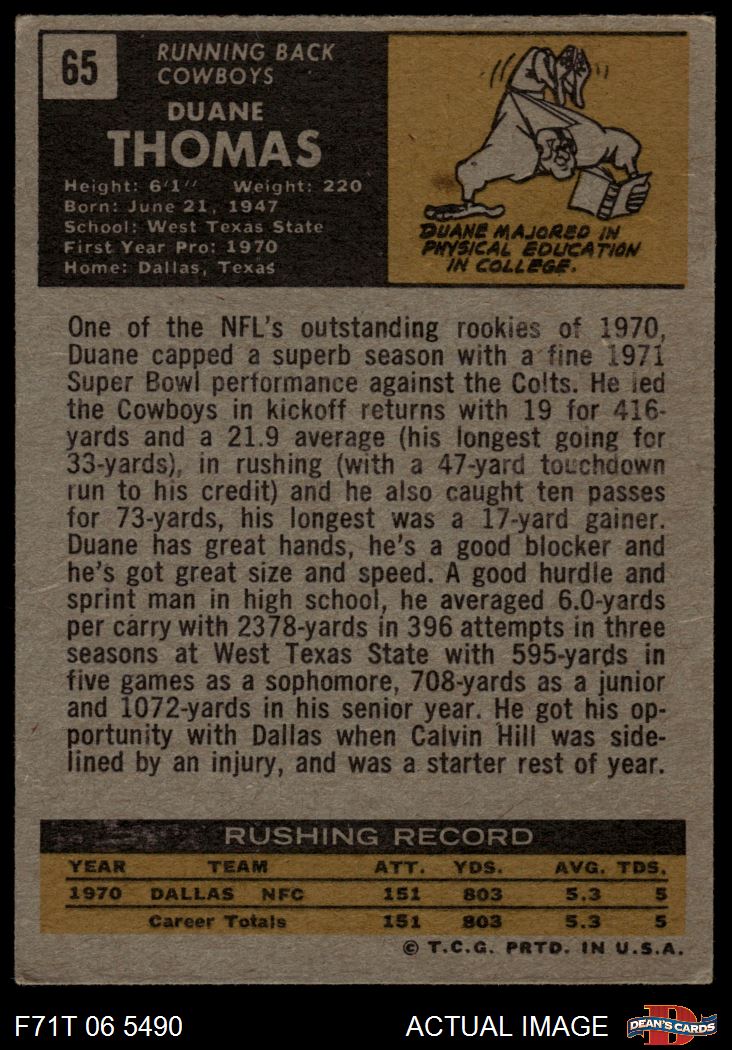 65
RUNNING BACK
COWBOYS
DUANE
THOMAS
Height: 6'1" Weight: 220
Born: June 21, 1947
School: West Texas State
First Year Pro: 1970
Home: Dallas, Texas
DUANE MAJORED IN
PHYSICAL EDUCATION
IN COLLEGE.
One of the NFL's outstanding rookies of 1970,
Duane capped a superb season with a fine 1971
Super Bowl performance against the Colts. He led
the Cowboys in kickoff returns with 19 for 416-
yards and a 21.9 average (his longest going for
33-yards), in rushing (with a 47-yard touchdown
run to his credit) and he also caught ten passes
for 73-yards, his longest was a 17-yard gainer.
Duane has great hands, he's a good blocker and
he's got great size and speed. A good hurdle and
sprint man in high school, he averaged 6.0-yards
per carry with 2378-yards in 396 attempts in three
seasons at West Texas State with 595-yards in
five games as a sophomore, 708-yards as a junior
and 1072-yards in his senior year. He got his op-
portunity with Dallas when Calvin Hill was side-
lined by an injury, and was a starter rest of year.
RUSHING RECORD
YEAR TEAM ATT. YDS. AVG. TDS.
1970 DALLAS NFC 151 803 5.3 5
Career Totals 151 803 5.3 5
© T.C.G. PRTD. IN U.S.A.
F71T 06 5490 ACTUAL IMAGE
D
DEAN'S CARDS